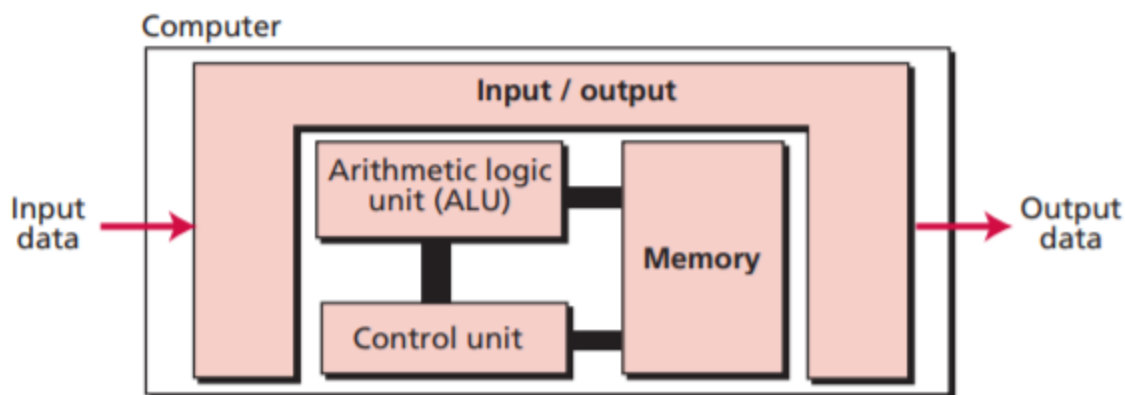 Computer
Input / output
Arithmetic logic
unit (ALU)
Input
data
Memory
Output
data
Control unit